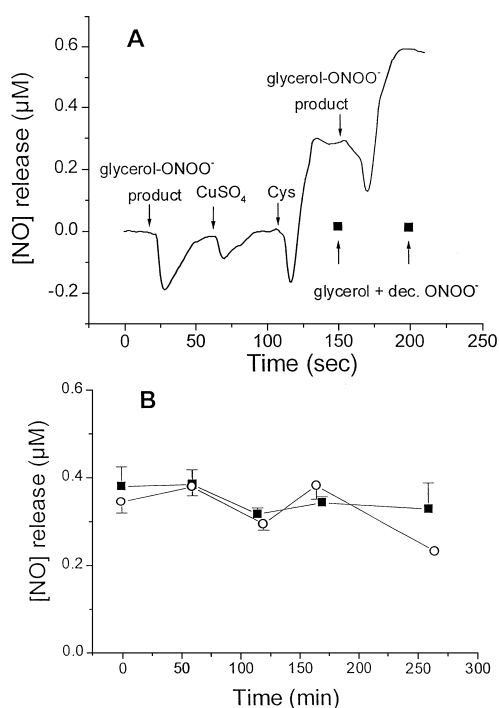 A
[NO] release (μM)
0.6
0.4
0.2
0.0
-0.2
glycerol-ONOO⁻
product
CuSO₄
Cys
glycerol-ONOO⁻
product
glycerol + dec. ONOO⁻
0 50 100 150 200 250
Time (sec)
B
[NO] release (μM)
0.6
0.4
0.2
0.0
0 50 100 150 200 250 300
Time (min)